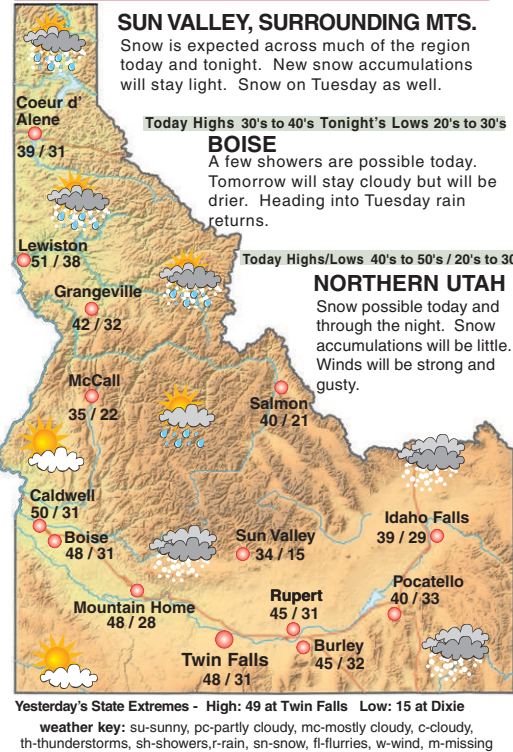 SUN VALLEY, SURROUNDING MTS.
Snow is expected across much of the region
today and tonight. New snow accumulations
will stay light. Snow on Tuesday as well.
Today Highs 30's to 40's Tonight's Lows 20's to 30's
BOISE
A few showers are possible today.
Tomorrow will stay cloudy but will be
drier. Heading into Tuesday rain
returns.
Today Highs/Lows 40's to 50's / 20's to 30
NORTHERN UTAH
Snow possible today and
through the night. Snow
accumulations will be little.
Winds will be strong and
gusty.
Coeur d'
Alene
39 / 31
Lewiston
51 / 38
Grangeville
42 / 32
McCall
35 / 22
Salmon
40 / 21
Caldwell
50 / 31
Boise
48 / 31
Sun Valley
34 / 15
Idaho Falls
39 / 29
Mountain Home
48 / 28
Rupert
45 / 31
Pocatello
40 / 33
Burley
45 / 32
Twin Falls
48 / 31
Yesterday's State Extremes - High: 49 at Twin Falls Low: 15 at Dixie
weather key: su-sunny, pc-partly cloudy, mc-mostly cloudy, c-cloudy,
th-thunderstorms, sh-showers,r-rain, sn-snow, fl-flurries, w-wind, m-missing